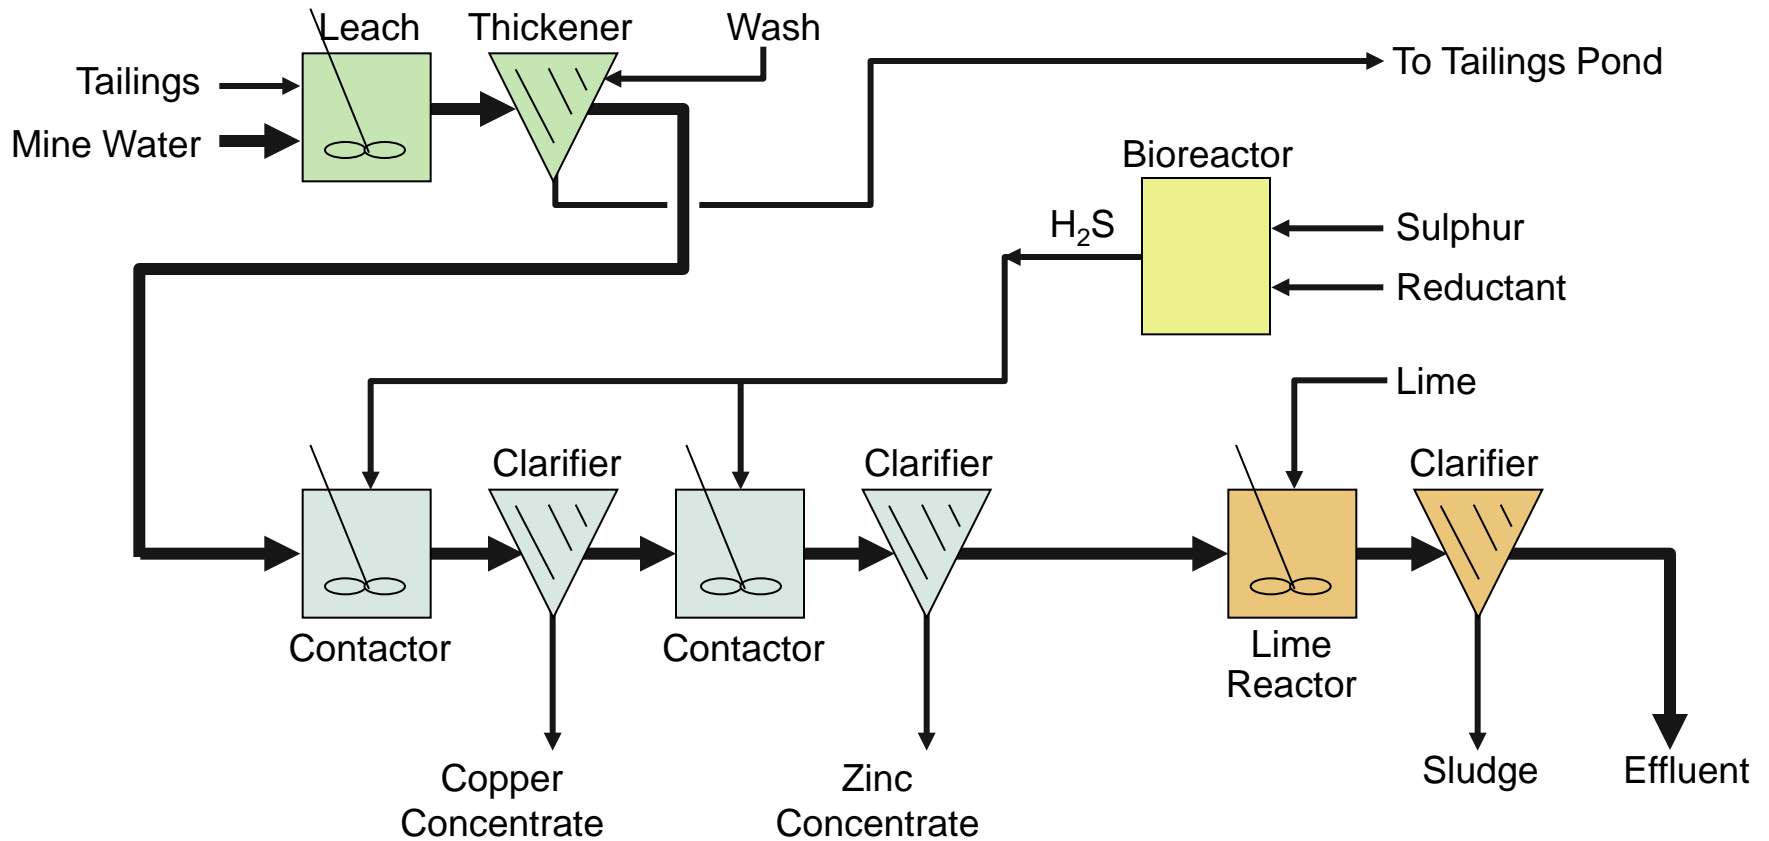 Leach
Thickener
Wash
Tailings
To Tailings Pond
Mine Water
Bioreactor
H₂S
Sulphur
Reductant
Lime
Clarifier
Clarifier
Clarifier
Contactor
Contactor
Lime
Reactor
Copper
Concentrate
Zinc
Concentrate
Sludge
Effluent